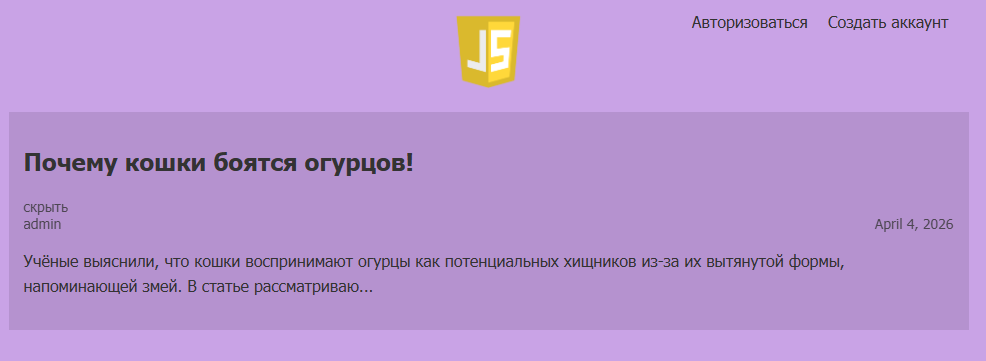 JS
Авторизоваться Создать аккаунт
Почему кошки боятся огурцов!
скрыть
admin April 4, 2026
Учёные выяснили, что кошки воспринимают огурцы как потенциальных хищников из-за их вытянутой формы,
напоминающей змей. В статье рассматриваю...